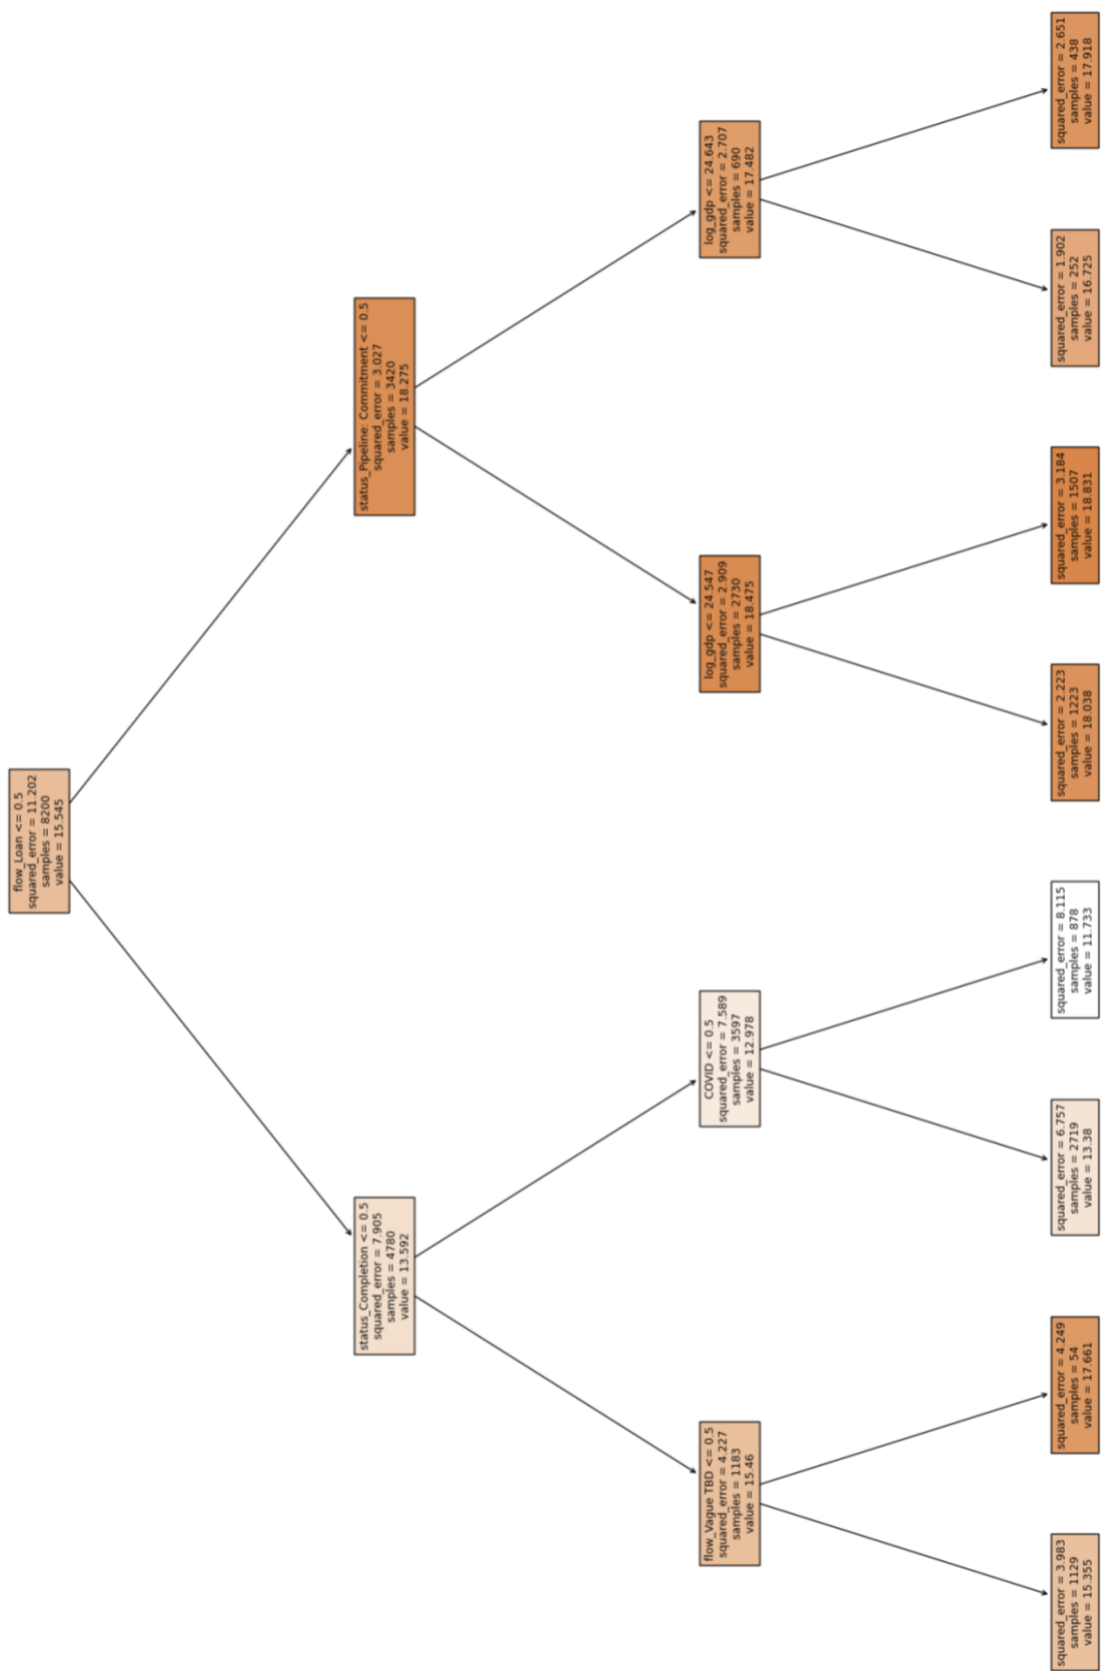 flow_Loan <= 0.5
squared_error = 11.202
samples = 8200
value = 15.545
status_Completion <= 0.5
squared_error = 7.905
samples = 4780
value = 13.592
status_Pipeline: Commitment <= 0.5
squared_error = 3.027
samples = 3420
value = 18.275
flow_Vague TBD <= 0.5
squared_error = 4.227
samples = 1183
value = 15.46
COVID <= 0.5
squared_error = 7.589
samples = 3597
value = 12.978
log_gdp <= 24.547
squared_error = 2.909
samples = 2730
value = 18.475
log_gdp <= 24.643
squared_error = 2.707
samples = 690
value = 17.482
squared_error = 3.983
samples = 1129
value = 15.355
squared_error = 4.249
samples = 54
value = 17.661
squared_error = 6.757
samples = 2719
value = 13.38
squared_error = 8.115
samples = 878
value = 11.733
squared_error = 2.223
samples = 1223
value = 18.038
squared_error = 3.184
samples = 1507
value = 18.831
squared_error = 1.902
samples = 252
value = 16.725
squared_error = 2.651
samples = 438
value = 17.918